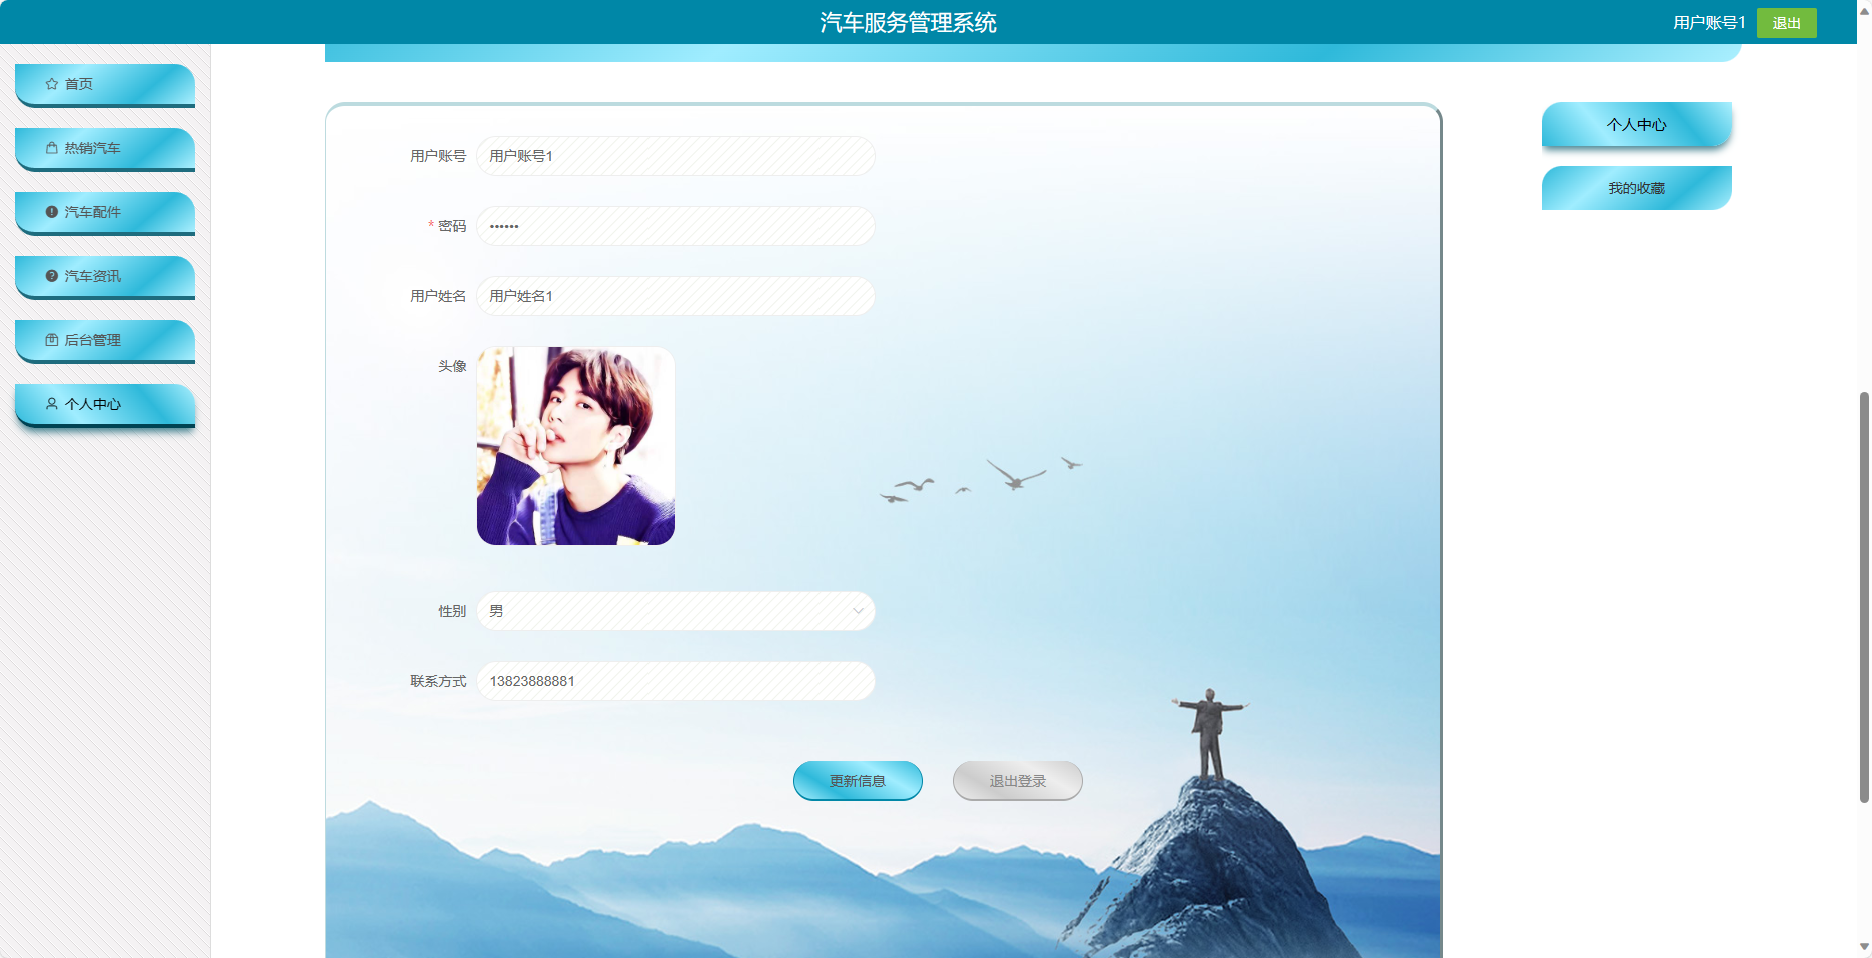 汽车服务管理系统
用户账号1
退出
首页
热销汽车
汽车配件
汽车资讯
后台管理
个人中心
用户账号
用户账号1
* 密码
••••••
用户姓名
用户姓名1
头像
性别
男
联系方式
13823888881
更新信息
退出登录
个人中心
我的收藏